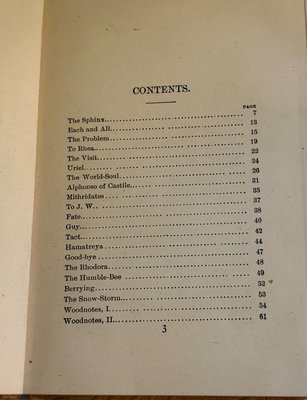 CONTENTS.
PAGE
The Sphinx ........ 7
Each and All ........ 13
The Problem ........ 15
To Rhea ........ 19
The Visit ........ 22
Uriel ........ 24
The World-Soul ........ 26
Alphonso of Castile ........ 31
Mithridates ........ 35
To J. W. ........ 37
Fate ........ 38
Guy ........ 40
Tact ........ 42
Hamatreya ........ 44
Good-bye ........ 47
The Rhodora ........ 48
The Humble-Bee ........ 49
Berrying ........ 52
The Snow-Storm ........ 53
Woodnotes, I. ........ 54
Woodnotes, II. ........ 61
3